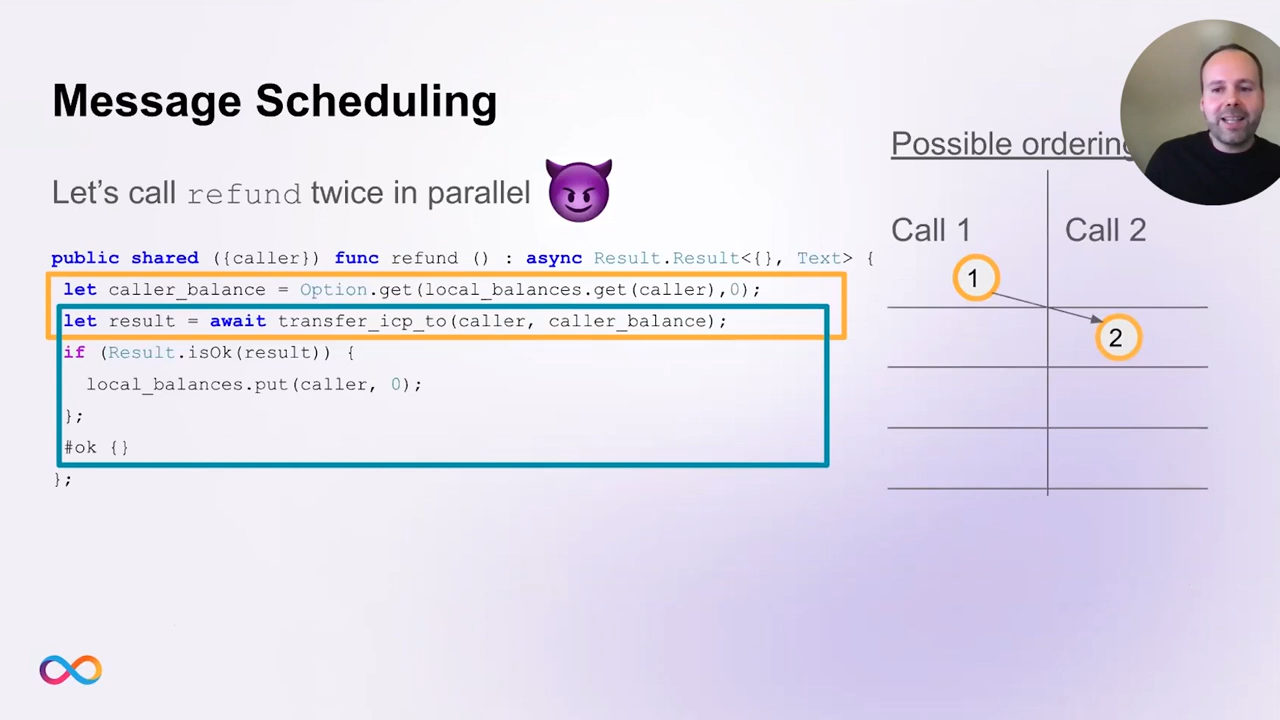 Message Scheduling
Let’s call refund twice in parallel
public shared ({caller}) func refund () : async Result.Result<{}, Text> {
let caller_balance = Option.get(local_balances.get(caller),0);
let result = await transfer_icp_to(caller, caller_balance);
if (Result.isOk(result)) {
local_balances.put(caller, 0);
};
#ok {}
};
Possible ordering
Call 1 Call 2
1
2